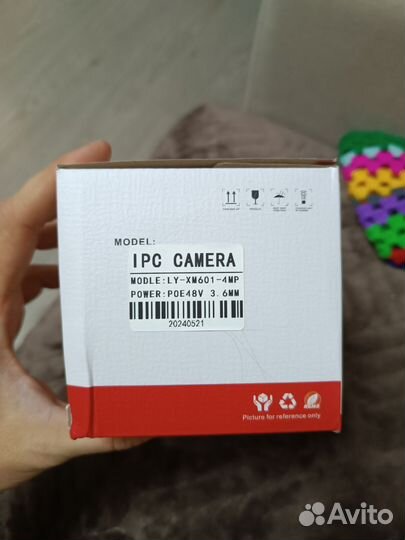 MODEL:
IPC CAMERA
MODLE:LY-XM601-4MP
POWER:POE48V 3.6MM
20240521
Picture for reference only
Avito